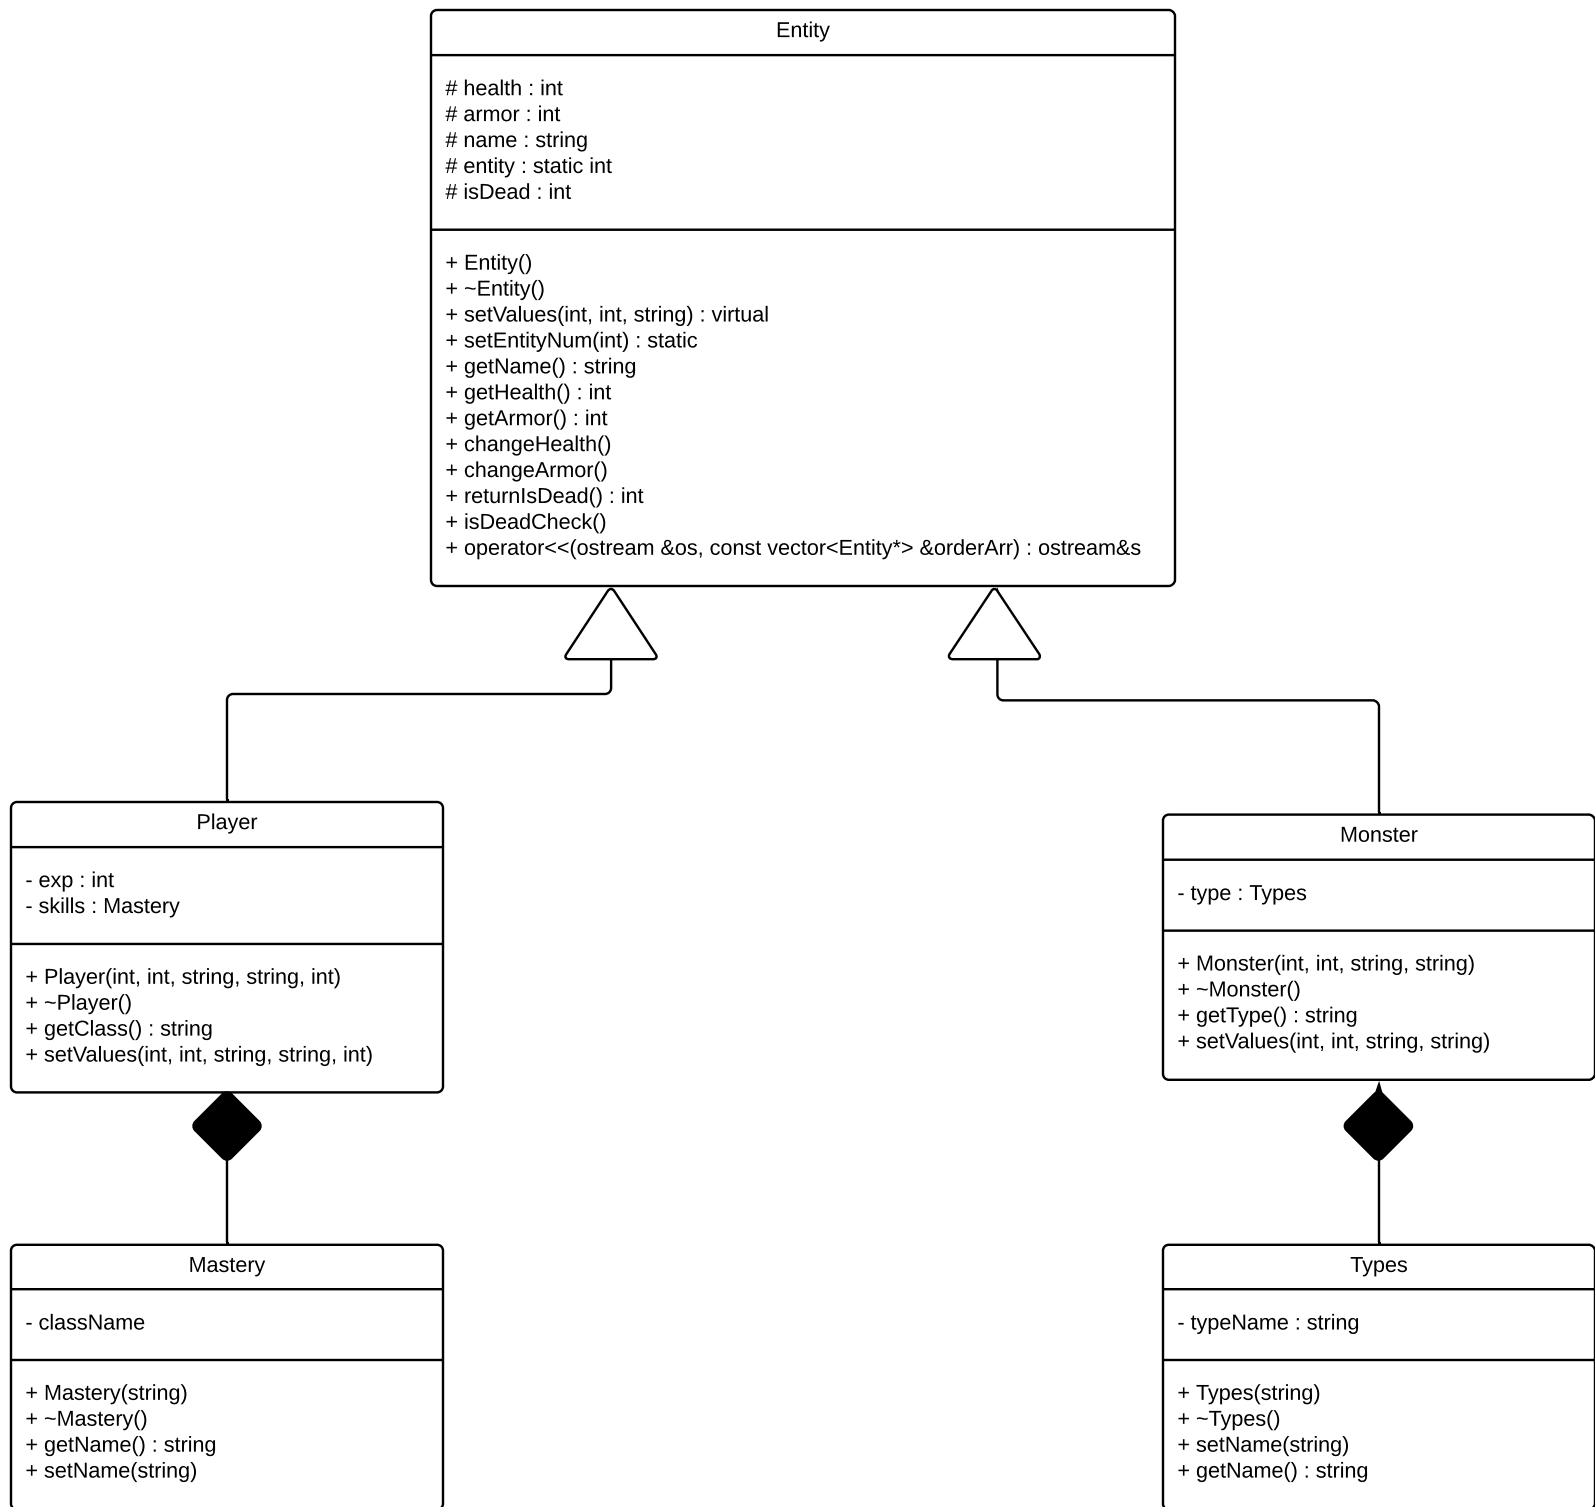 Entity
# health : int
# armor : int
# name : string
# entity : static int
# isDead : int
+ Entity()
+ ~Entity()
+ setValues(int, int, string) : virtual
+ setEntityNum(int) : static
+ getName() : string
+ getHealth() : int
+ getArmor() : int
+ changeHealth()
+ changeArmor()
+ returnIsDead() : int
+ isDeadCheck()
+ operator<<(ostream &os, const vector<Entity*> &orderArr) : ostream&s
Player
- exp : int
- skills : Mastery
+ Player(int, int, string, string, int)
+ ~Player()
+ getClass() : string
+ setValues(int, int, string, string, int)
Monster
- type : Types
+ Monster(int, int, string, string)
+ ~Monster()
+ getType() : string
+ setValues(int, int, string, string)
Mastery
- className
+ Mastery(string)
+ ~Mastery()
+ getName() : string
+ setName(string)
Types
- typeName : string
+ Types(string)
+ ~Types()
+ setName(string)
+ getName() : string